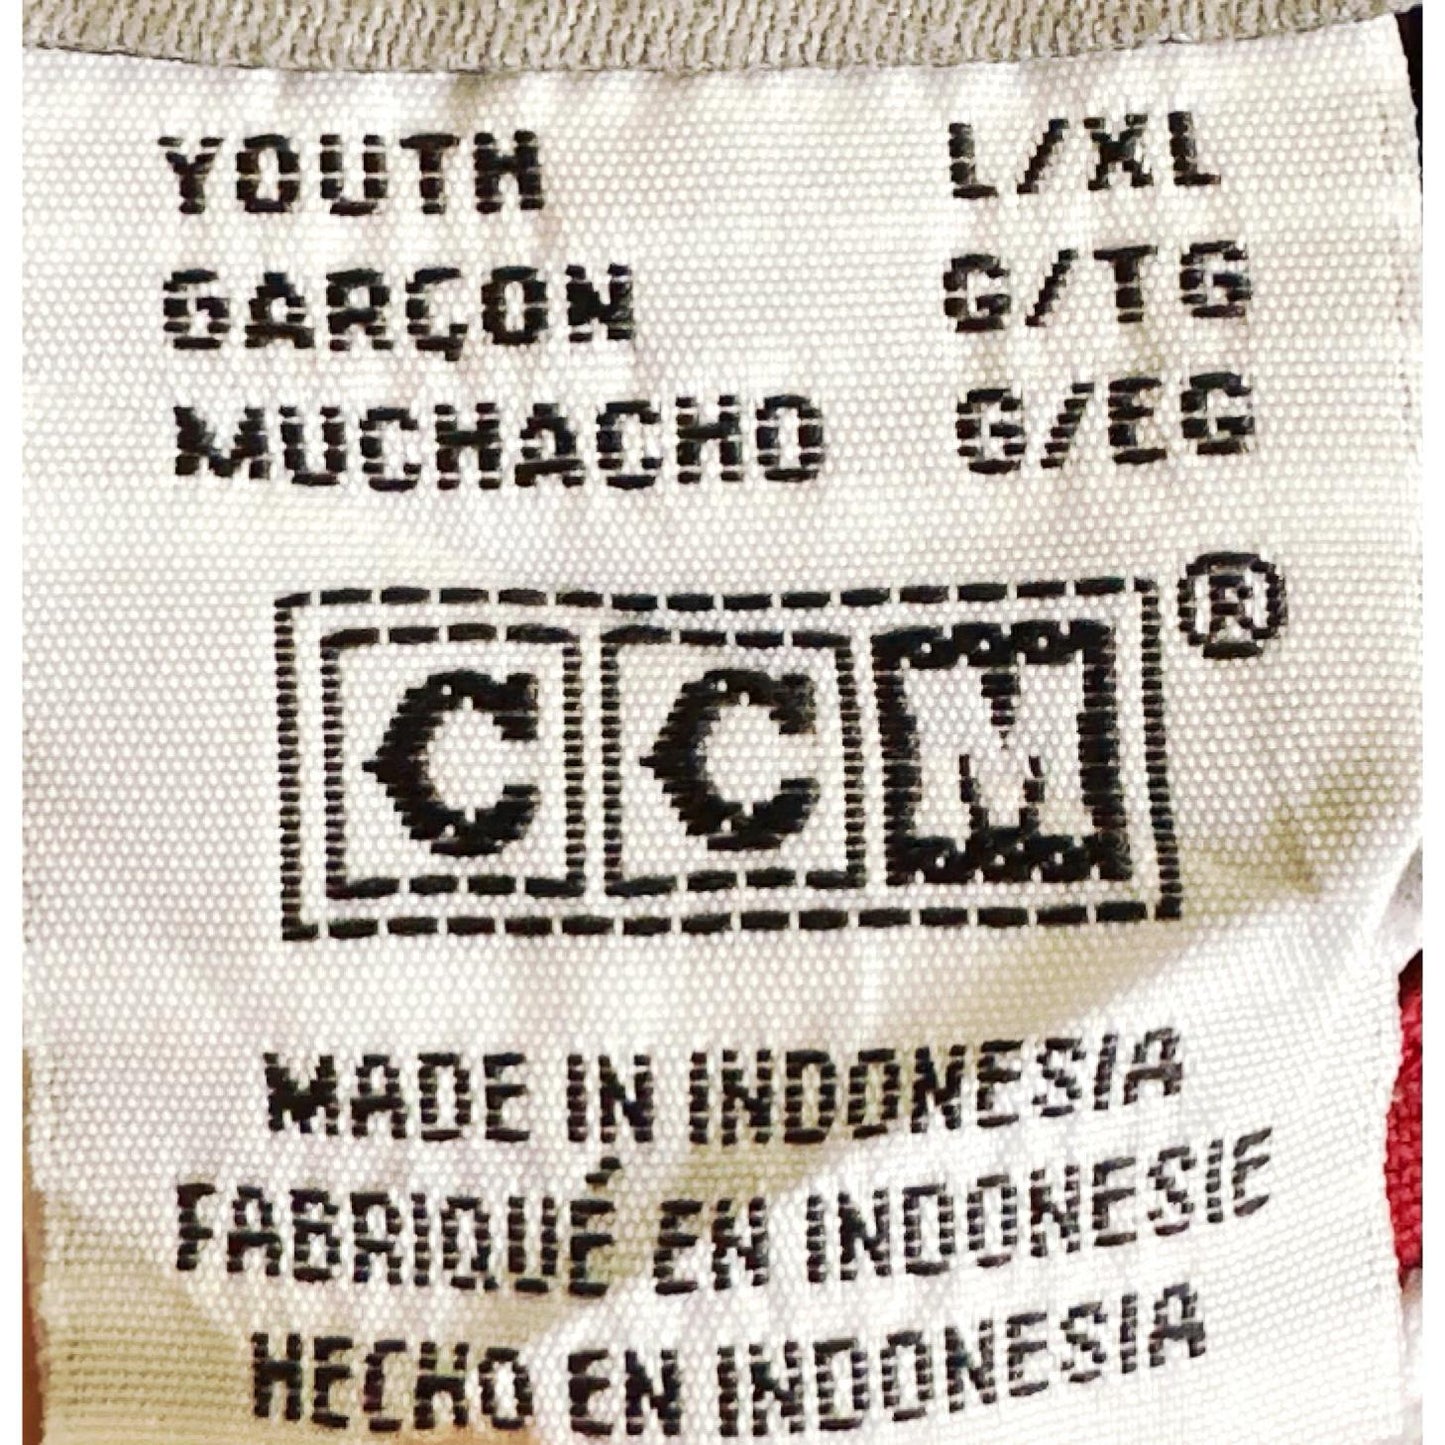 YOUTH L/XL
GARÇON G/TG
MUCHACHO G/EG
CCM®
MADE IN INDONESIA
FABRIQUÉ EN INDONESIE
HECHO EN INDONESIA